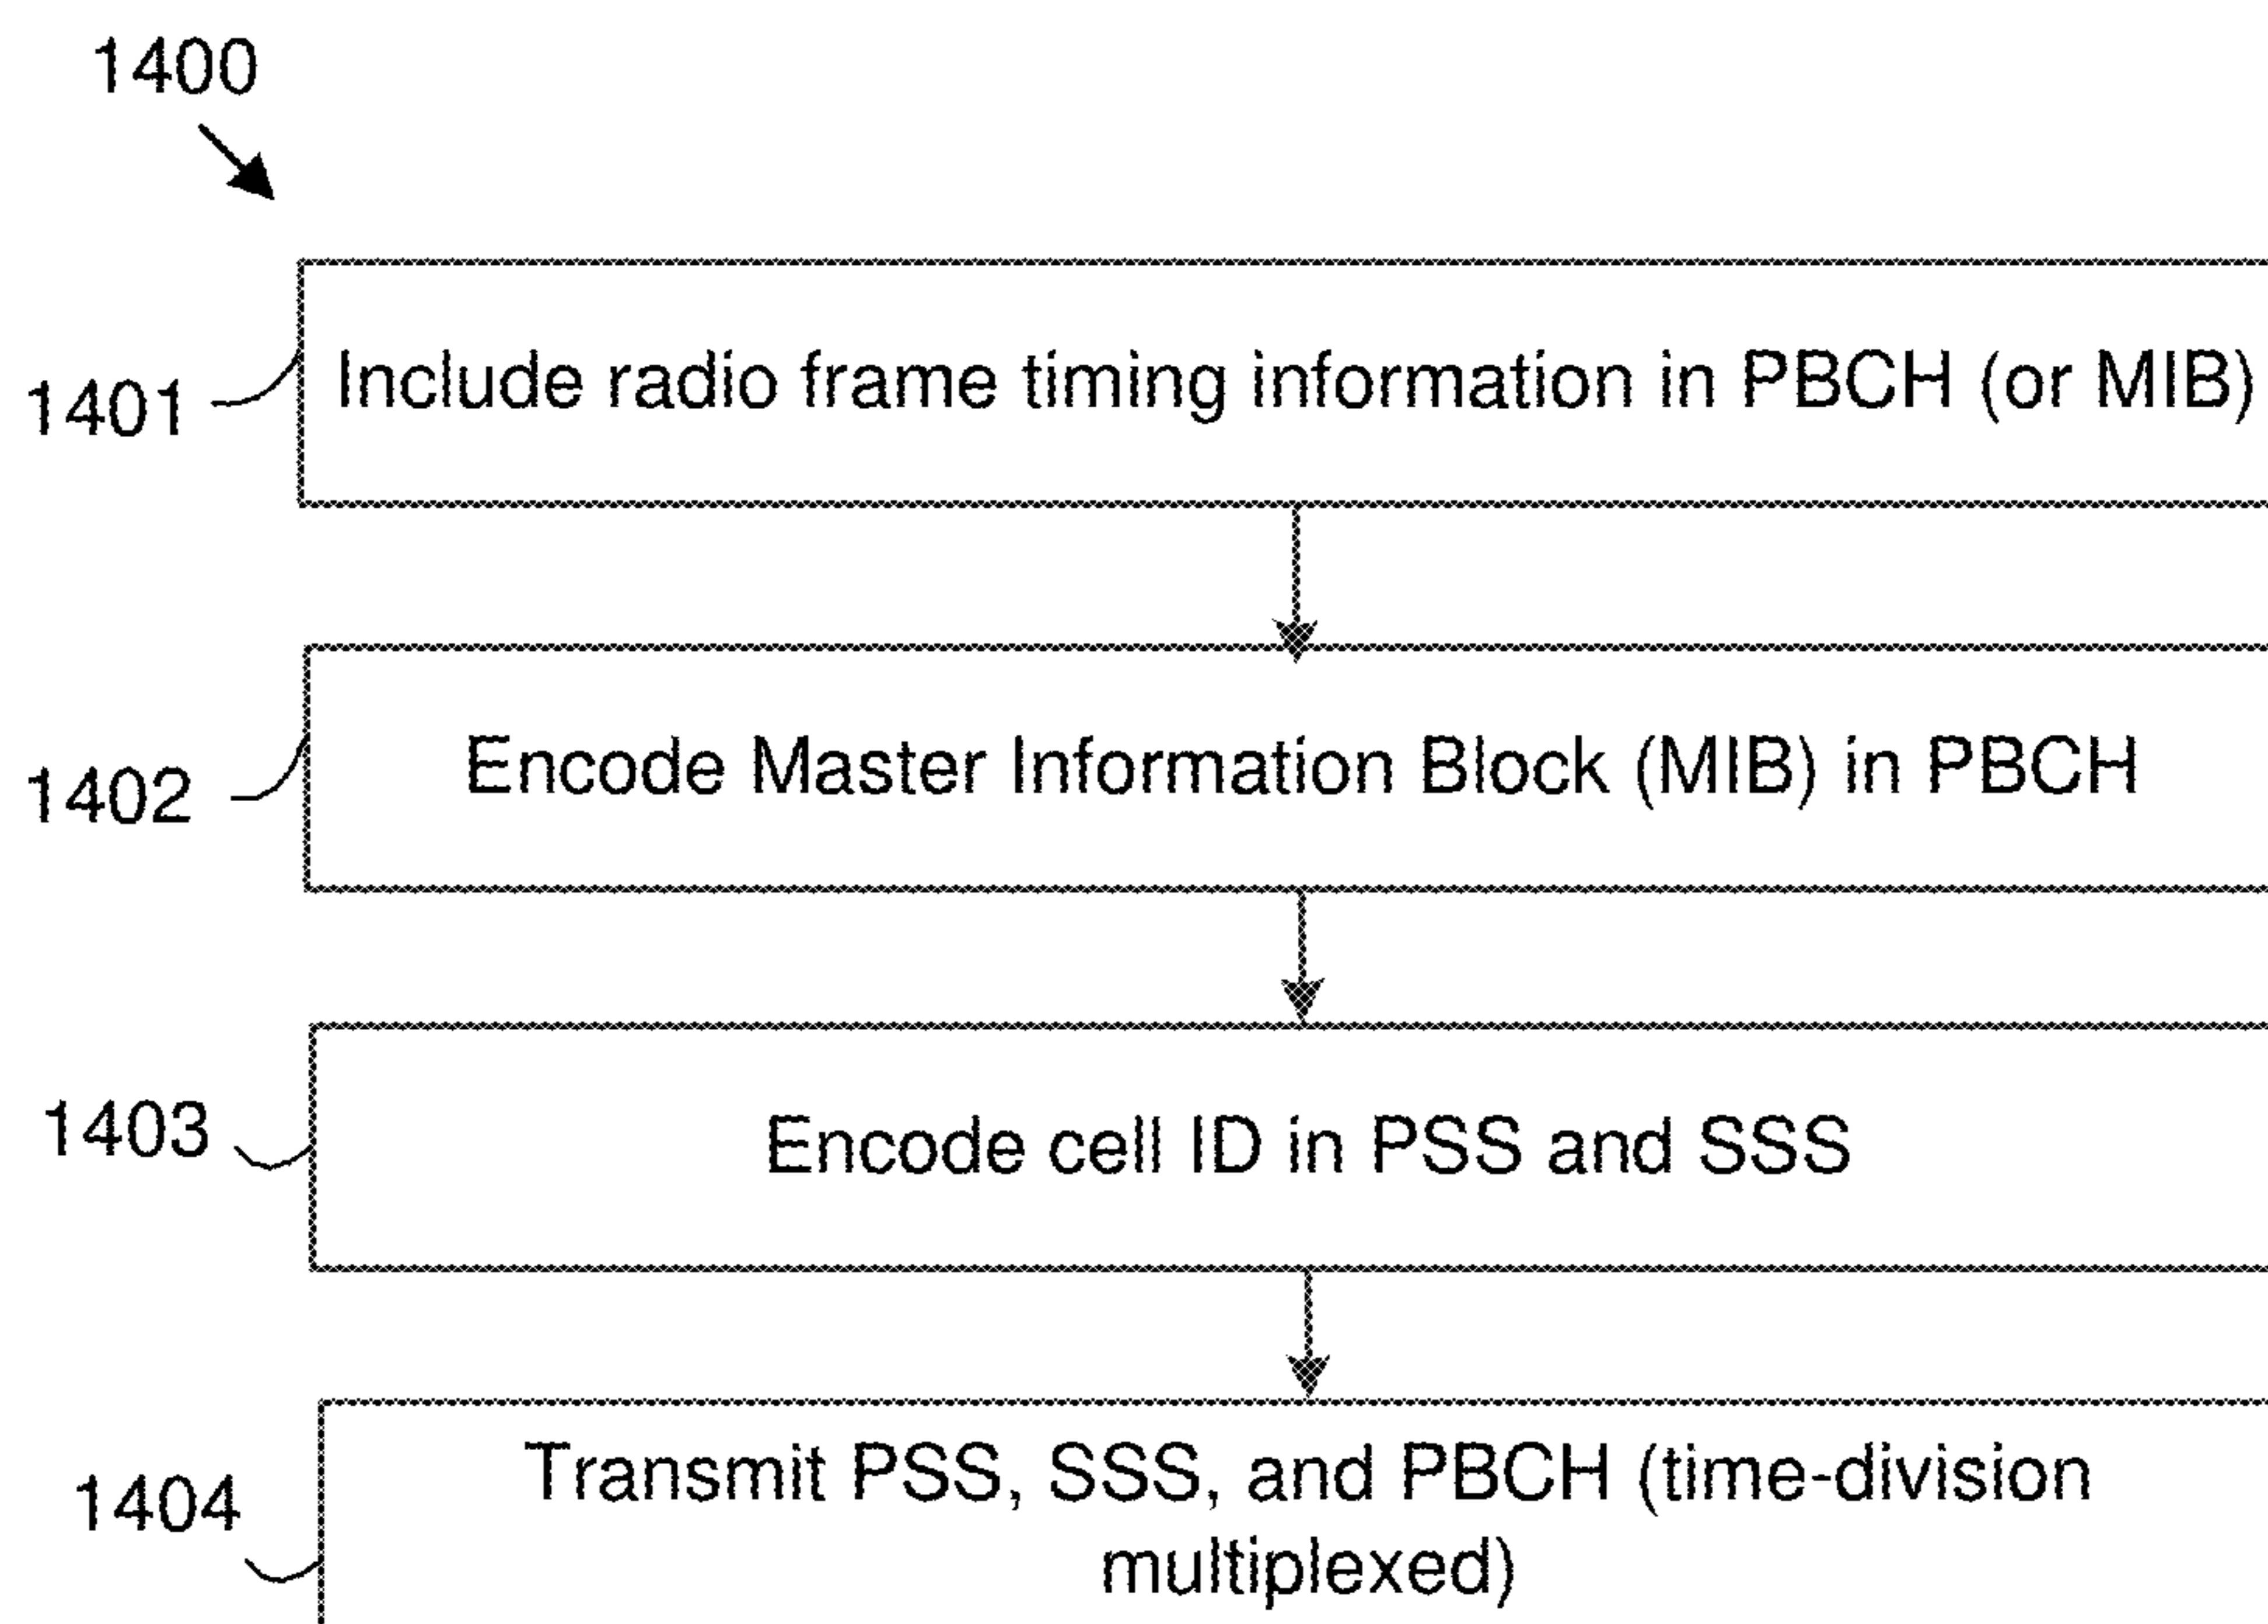 1400
1401
Include radio frame timing information in PBCH (or MIB)
1402
Encode Master Information Block (MIB) in PBCH
1403
Encode cell ID in PSS and SSS
1404
Transmit PSS, SSS, and PBCH (time-division
multiplexed)